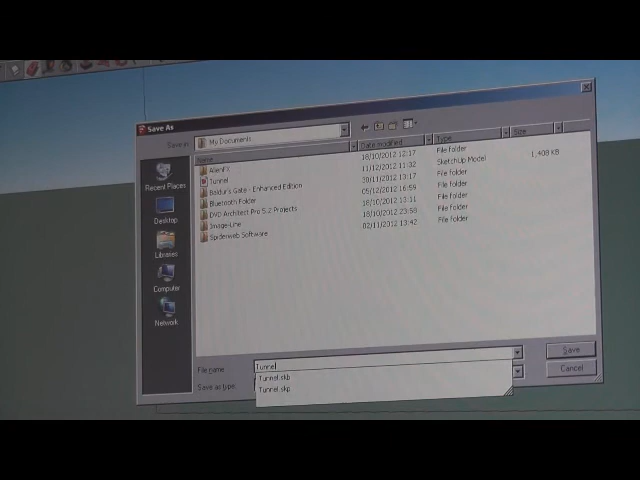 Save As
Save in: My Documents
Name Date modified Type Size
AlienFX 18/10/2012 12:17 File folder
Tunnel 11/12/2012 11:32 SketchUp Model 1,408 KB
Baldur's Gate - Enhanced Edition 30/11/2012 13:17 File folder
Bluetooth Folder 05/12/2012 16:59 File folder
DVD Architect Pro 5.2 Projects 18/10/2012 13:11 File folder
Image-Line 18/10/2012 23:58 File folder
Spiderweb Software 02/11/2012 13:42 File folder
Recent Places
Desktop
Libraries
Computer
Network
File name Tunnel Save
Save as type Tunnel.skb Cancel
Tunnel.skp